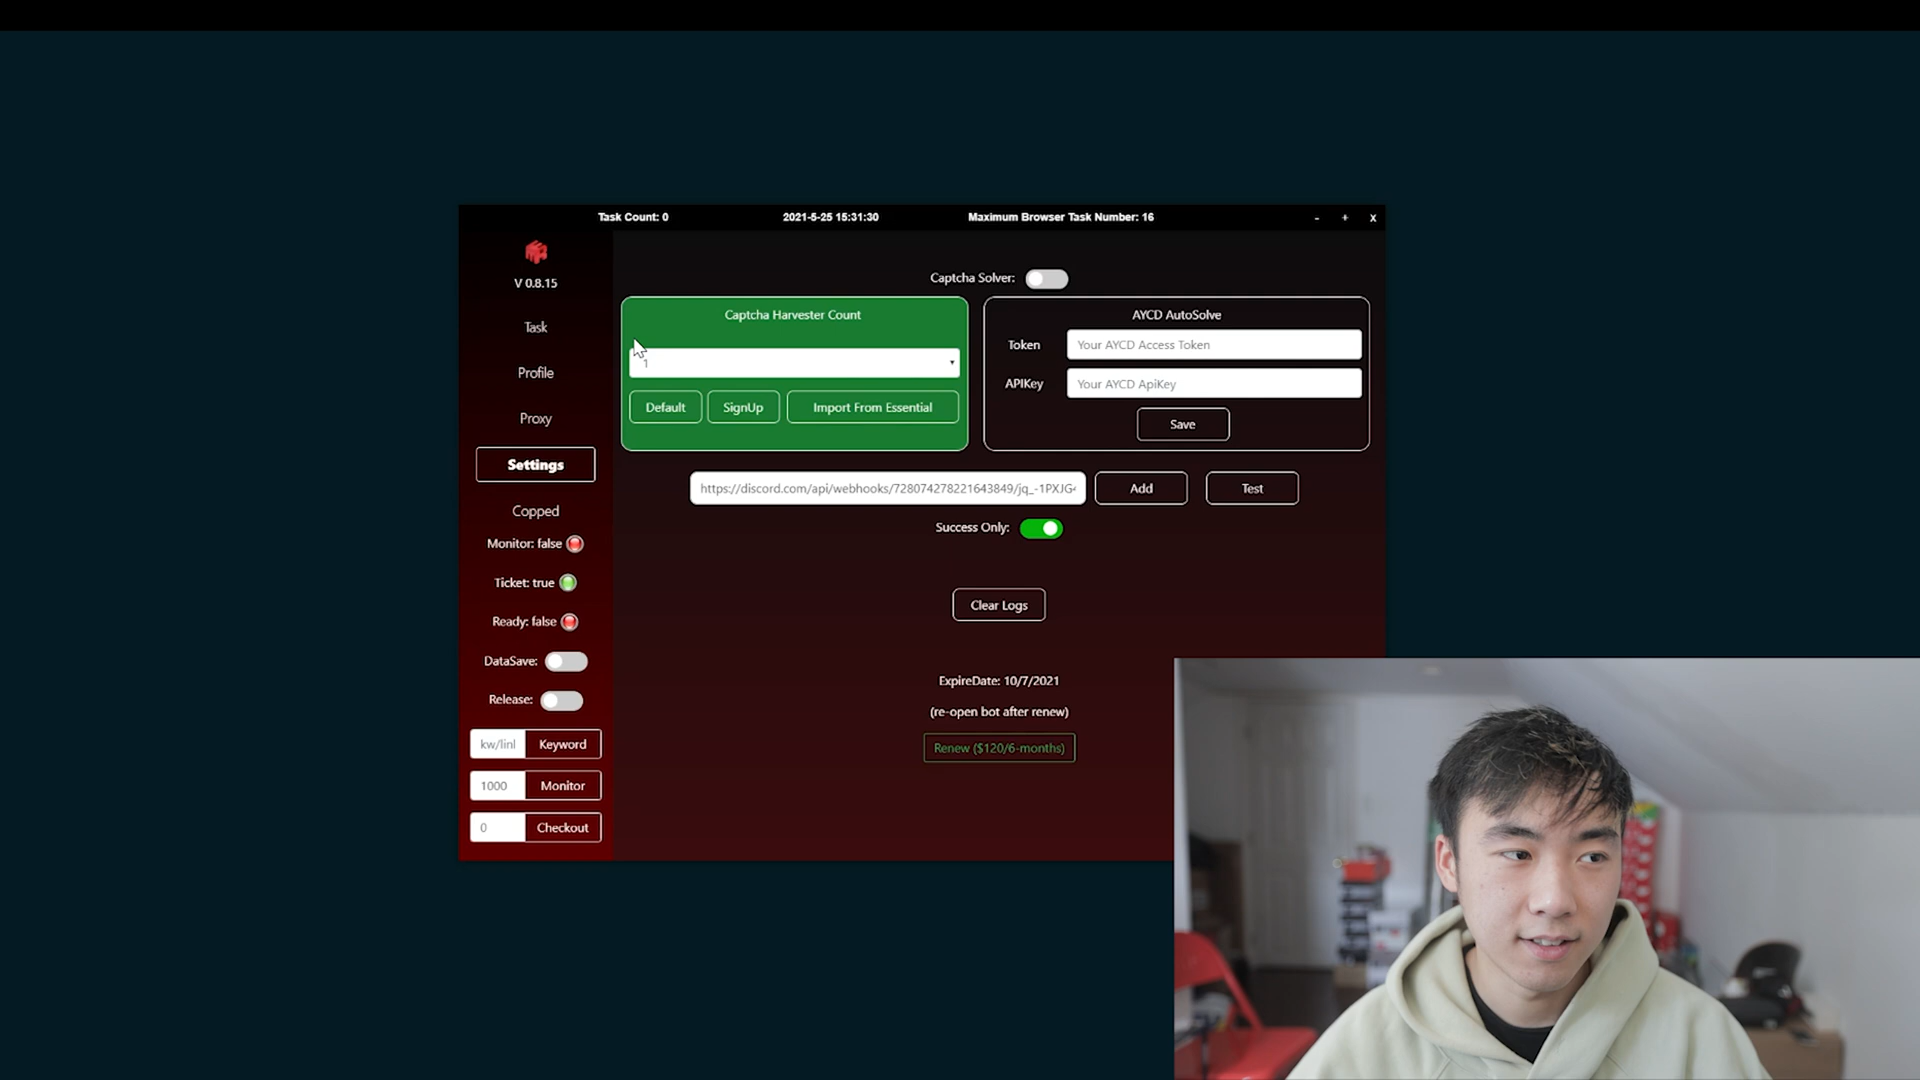 Task Count: 0
2021-5-25 15:31:30
Maximum Browser Task Number: 16
- + x
V 0.8.15
Task
Profile
Proxy
Settings
Copped
Monitor: false
Ticket: true
Ready: false
DataSave:
Release:
kw/linl Keyword
1000 Monitor
0 Checkout
Captcha Solver:
Captcha Harvester Count
1
Default SignUp Import From Essential
AYCD AutoSolve
Token Your AYCD Access Token
APIKey Your AYCD ApiKey
Save
https://discord.com/api/webhooks/728074278221643849/jq_-1PXJG Add Test
Success Only:
Clear Logs
ExpireDate: 10/7/2021
(re-open bot after renew)
Renew ($120/6-months)